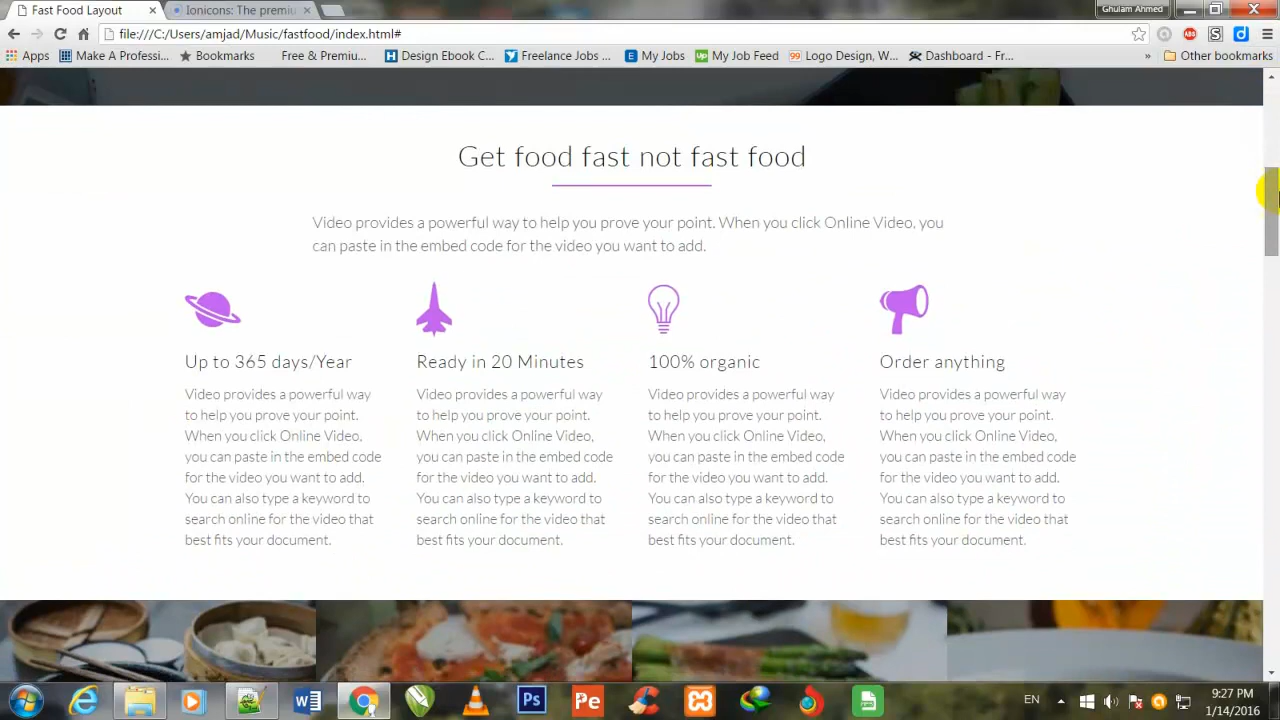 Fast Food Layout
Ionicons: The premiu
Ghulam Ahmed
file:///C:/Users/amjad/Music/fastfood/index.html#
ABP
Apps
Make A Professi...
Bookmarks
Free & Premiu...
Design Ebook C...
Freelance Jobs ...
My Jobs
My Job Feed
Logo Design, W...
Dashboard - Fr...
»
Other bookmarks
Get food fast not fast food
Video provides a powerful way to help you prove your point. When you click Online Video, you
can paste in the embed code for the video you want to add.
Up to 365 days/Year
Video provides a powerful way
to help you prove your point.
When you click Online Video,
you can paste in the embed code
for the video you want to add.
You can also type a keyword to
search online for the video that
best fits your document.
Ready in 20 Minutes
Video provides a powerful way
to help you prove your point.
When you click Online Video,
you can paste in the embed code
for the video you want to add.
You can also type a keyword to
search online for the video that
best fits your document.
100% organic
Video provides a powerful way
to help you prove your point.
When you click Online Video,
you can paste in the embed code
for the video you want to add.
You can also type a keyword to
search online for the video that
best fits your document.
Order anything
Video provides a powerful way
to help you prove your point.
When you click Online Video,
you can paste in the embed code
for the video you want to add.
You can also type a keyword to
search online for the video that
best fits your document.
Ps
Pe
EN
9:27 PM
1/14/2016